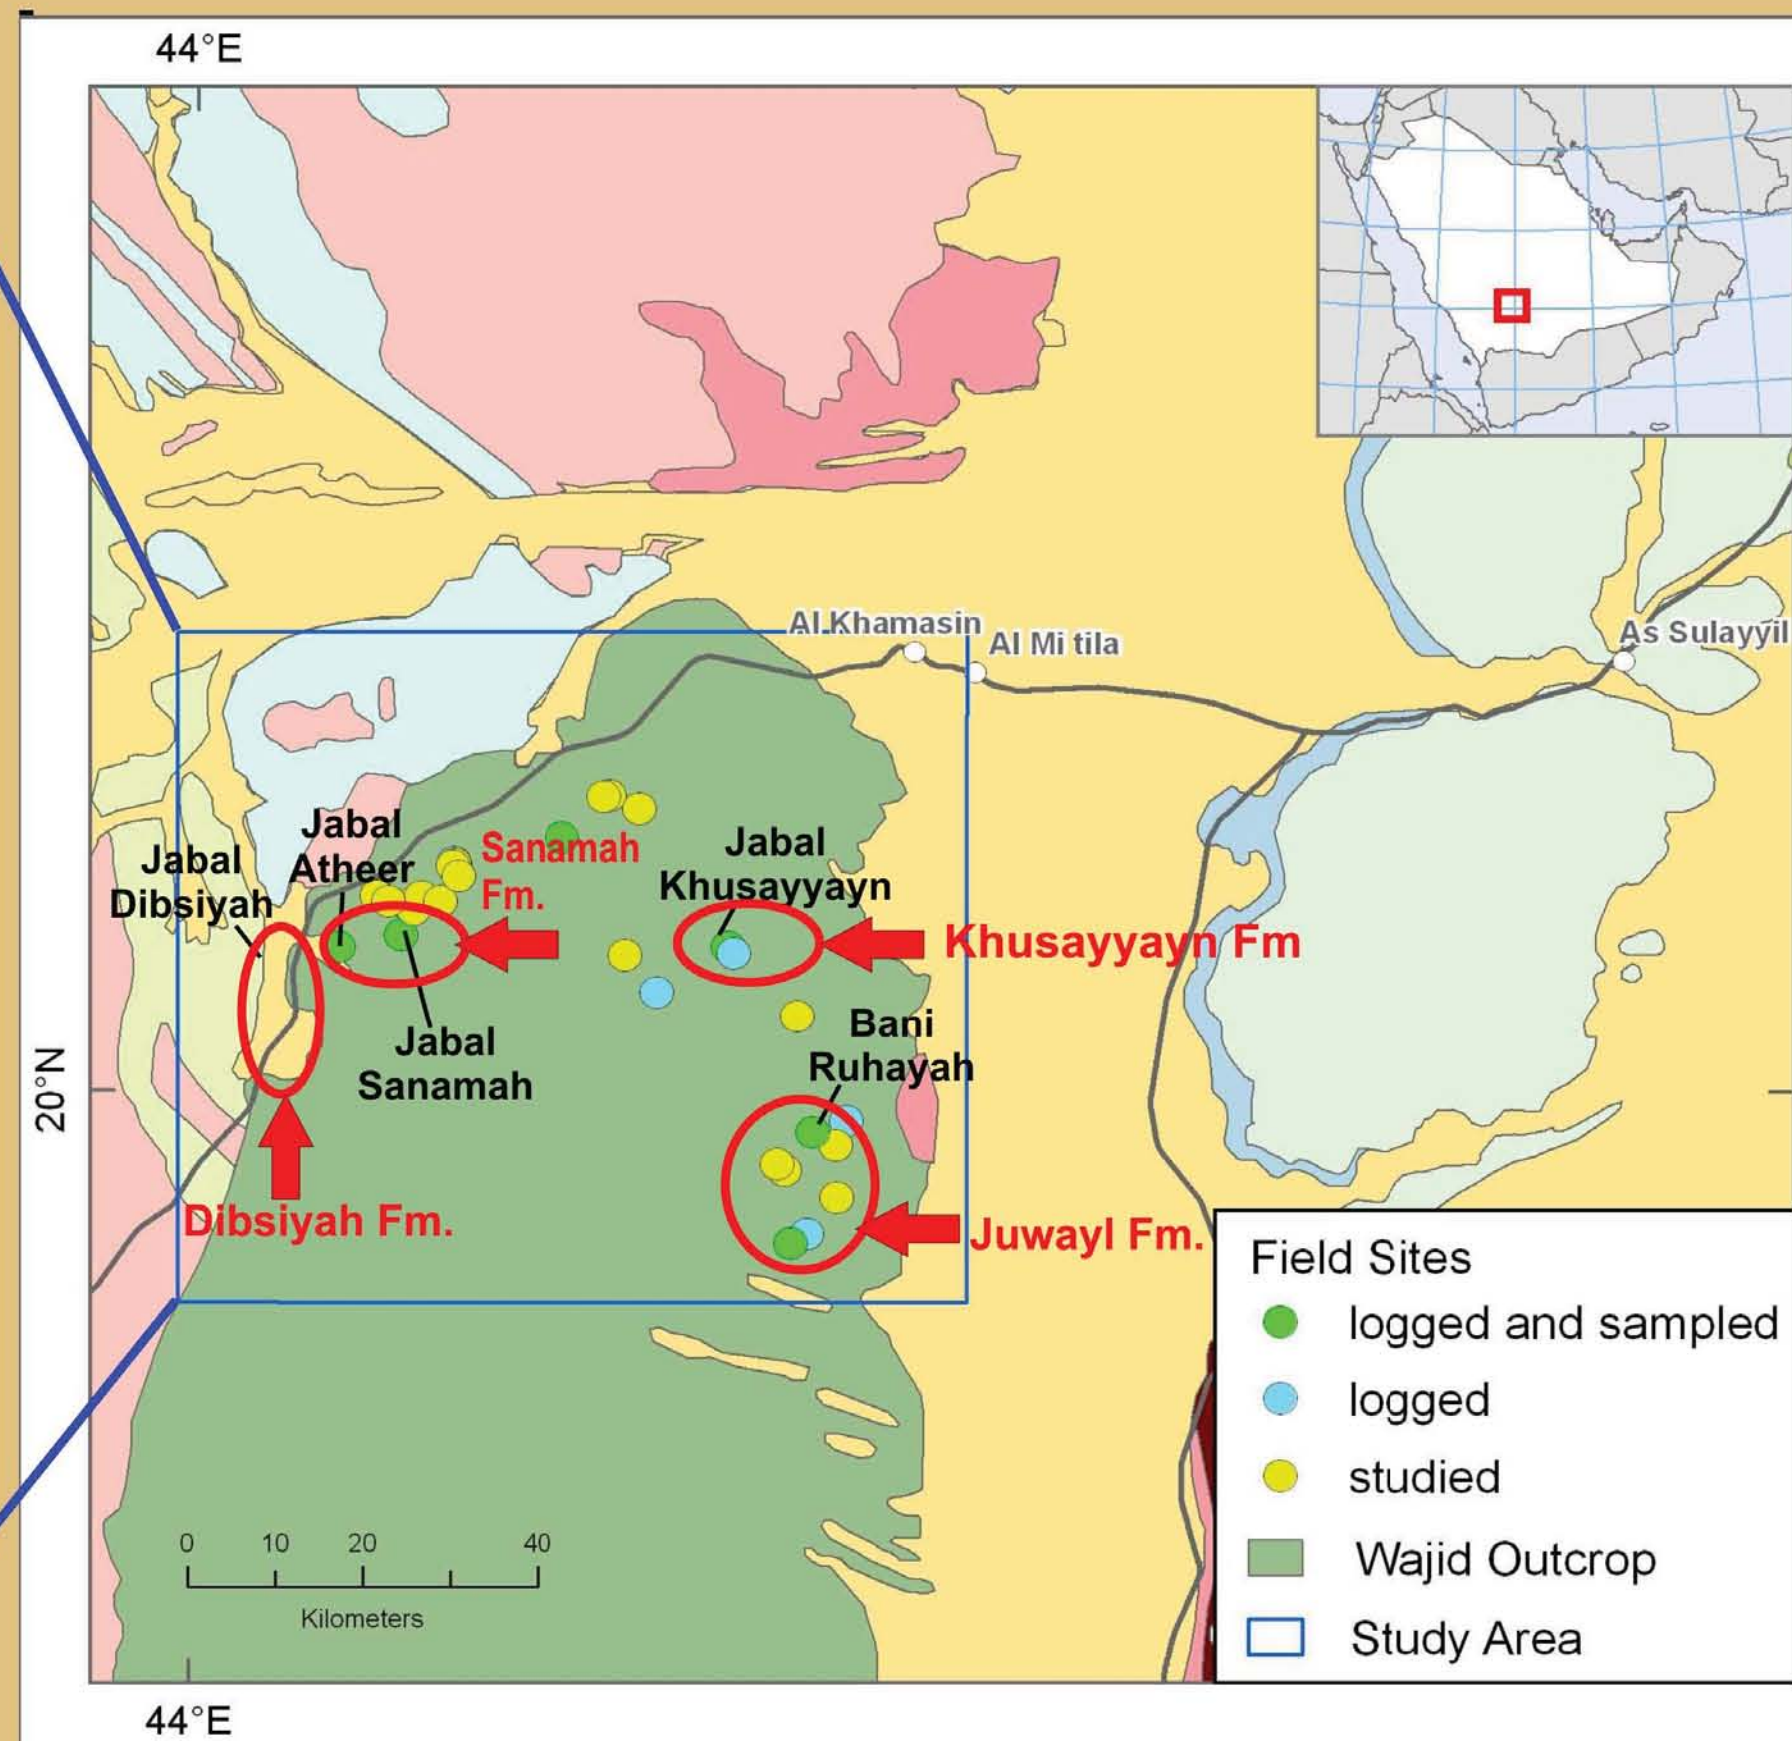 44°E
Al Khamasin
Al Mi tila
As Sulayyil
Jabal
Atheer
Jabal
Dibsiyah
Sanamah
Fm.
Jabal
Khusayyayn
Khusayyayn Fm
Jabal
Sanamah
Bani
Ruhayah
20°N
Dibsiyah Fm.
Juwayl Fm.
Field Sites
logged and sampled
logged
studied
Wajid Outcrop
Study Area
0 10 20 40
Kilometers
44°E